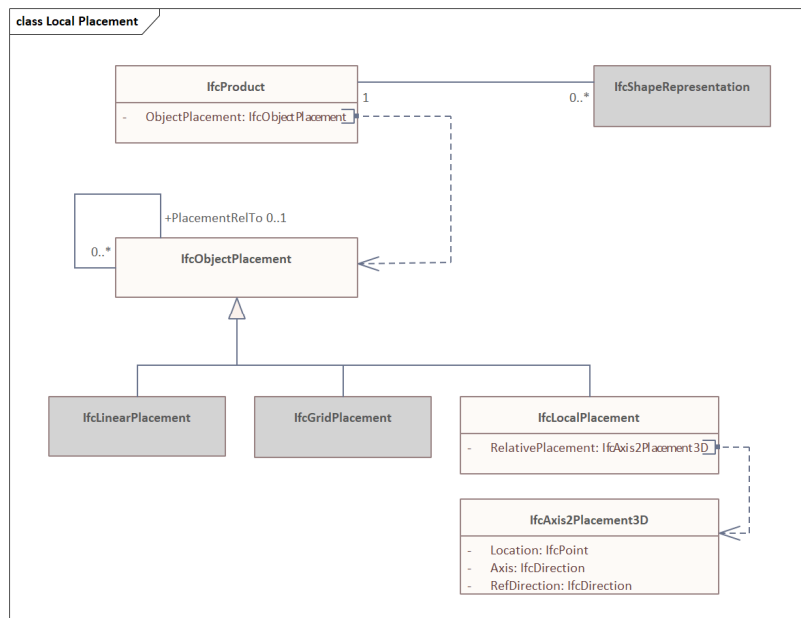 class Local Placement
IfcProduct
- ObjectPlacement: IfcObjectPlacement
1
0..*
IfcShapeRepresentation
+PlacementRelTo 0..1
0..*
IfcObjectPlacement
IfcLinearPlacement
IfcGridPlacement
IfcLocalPlacement
- RelativePlacement: IfcAxis2Placement3D
IfcAxis2Placement3D
- Location: IfcPoint
- Axis: IfcDirection
- RefDirection: IfcDirection